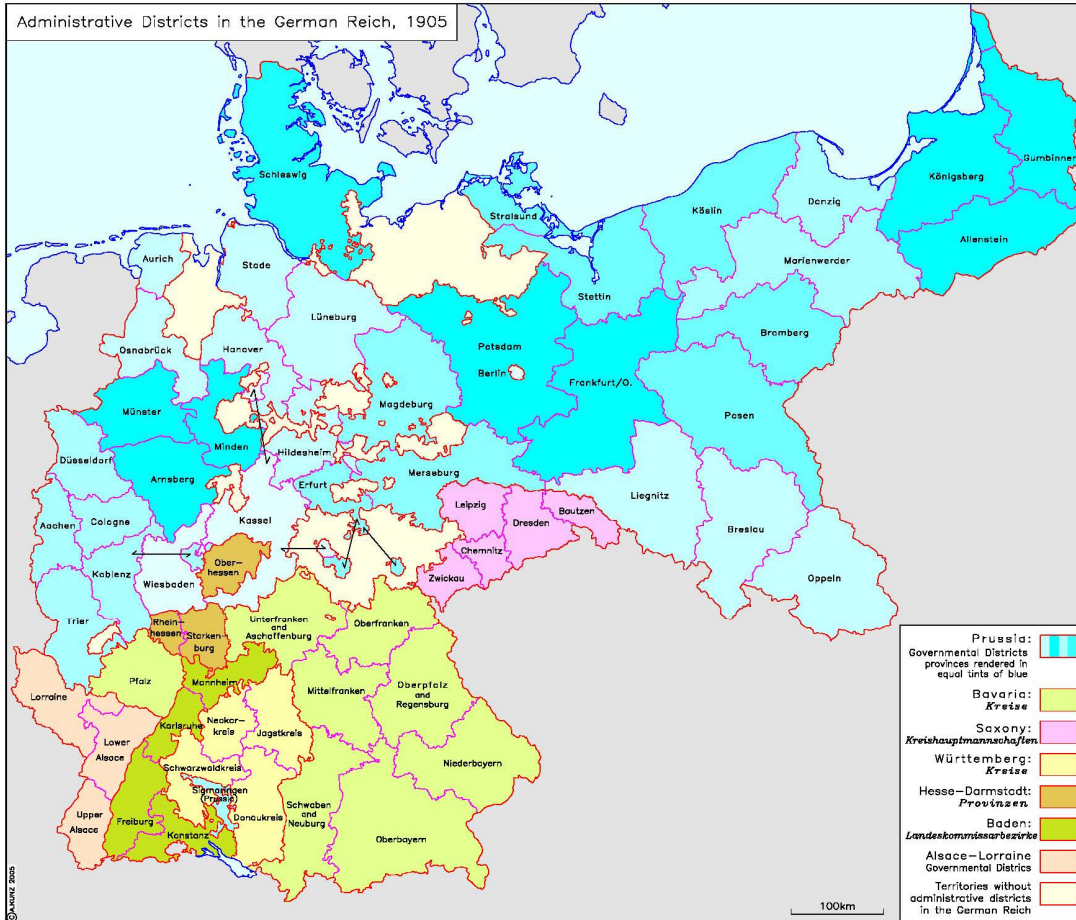 Administrative Districts in the German Reich, 1905
Schleswig
Stralsund
Köslin
Danzig
Königsberg
Gumbinnen
Allenstein
Marienwerder
Aurich
Stade
Stettin
Lüneburg
Bromberg
Osnabrück
Hanover
Potsdam
Berlin
Frankfurt/O.
Magdeburg
Posen
Münster
Minden
Düsseldorf
Hildesheim
Arnsberg
Erfurt
Merseburg
Liegnitz
Aachen
Cologne
Kassel
Leipzig
Dresden
Bautzen
Breslau
Chemnitz
Zwickau
Koblenz
Wiesbaden
Ober-
hessen
Oppeln
Trier
Rhein-
hessen
Starken-
burg
Unterfranken
and
Aschaffenburg
Oberfranken
Pfalz
Mannheim
Mittelfranken
Oberpfalz
and
Regensburg
Lorraine
Karlsruhe
Neckar-
kreis
Jagstkreis
Lower
Alsace
Schwarzwaldkreis
Niederbayern
Sigmaringen
(Prussia)
Upper
Alsace
Freiburg
Konstanz
Donaukreis
Schwaben
and
Neuburg
Oberbayern
Prussia:
Governmental Districts
provinces rendered in
equal tints of blue
Bavaria:
Kreise
Saxony:
Kreishauptmannschaften
Württemberg:
Kreise
Hesse-Darmstadt:
Provinzen
Baden:
Landeskommissarbezirke
Alsace-Lorraine
Governmental Districs
Territories without
administrative districts
in the German Reich
100km
©A.KUNZ 2005